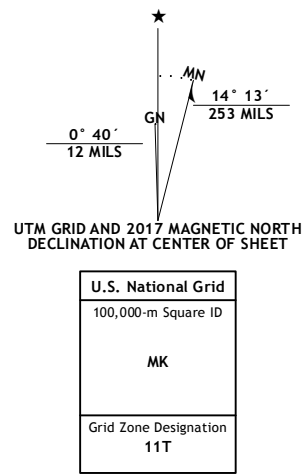 ★
MN
GN
14° 13´
253 MILS
0° 40´
12 MILS
UTM GRID AND 2017 MAGNETIC NORTH
DECLINATION AT CENTER OF SHEET
U.S. National Grid
100,000-m Square ID
MK
Grid Zone Designation
11T